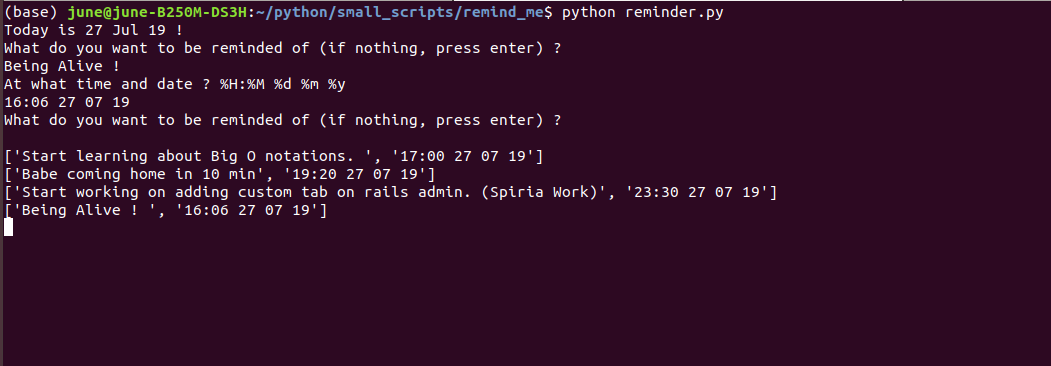 (base) june@june-B250M-DS3H:~/python/small_scripts/remind_me$ python reminder.py
Today is 27 Jul 19 !
What do you want to be reminded of (if nothing, press enter) ?
Being Alive !
At what time and date ? %H:%M %d %m %y
16:06 27 07 19
What do you want to be reminded of (if nothing, press enter) ?

['Start learning about Big O notations. ', '17:00 27 07 19']
['Babe coming home in 10 min', '19:20 27 07 19']
['Start working on adding custom tab on rails admin. (Spiria Work)', '23:30 27 07 19']
['Being Alive ! ', '16:06 27 07 19']